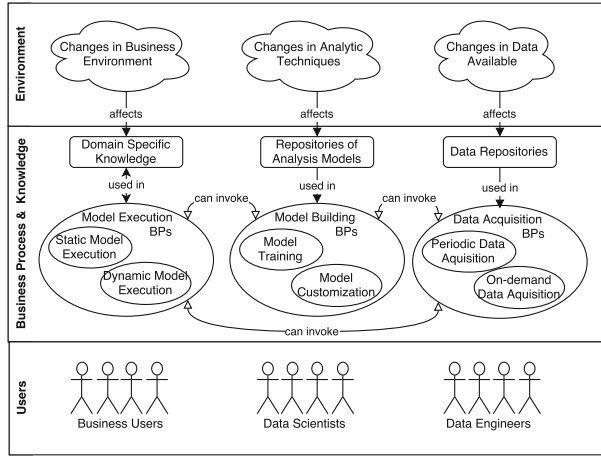 Environment
Changes in Business
Environment
Changes in Analytic
Techniques
Changes in Data
Available
affects
affects
affects
Business Process & Knowledge
Domain Specific
Knowledge
Repositories of
Analysis Models
Data Repositories
used in
used in
used in
can invoke
can invoke
Model Execution
BPs
Static Model
Execution
Dynamic Model
Execution
Model Building
BPs
Model
Training
Model
Customization
Data Acquisition
BPs
Periodic Data
Aquisition
On-demand
Data Aquisition
can invoke
Users
Business Users
Data Scientists
Data Engineers